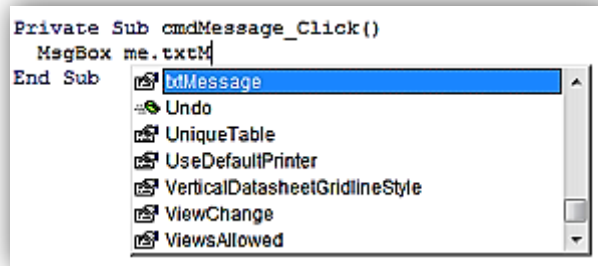 Private Sub cmdMessage_Click()
MsgBox me.txtM
End Sub
txtMessage
Undo
UniqueTable
UseDefaultPrinter
VerticalDatasheetGridlineStyle
ViewChange
ViewsAllowed